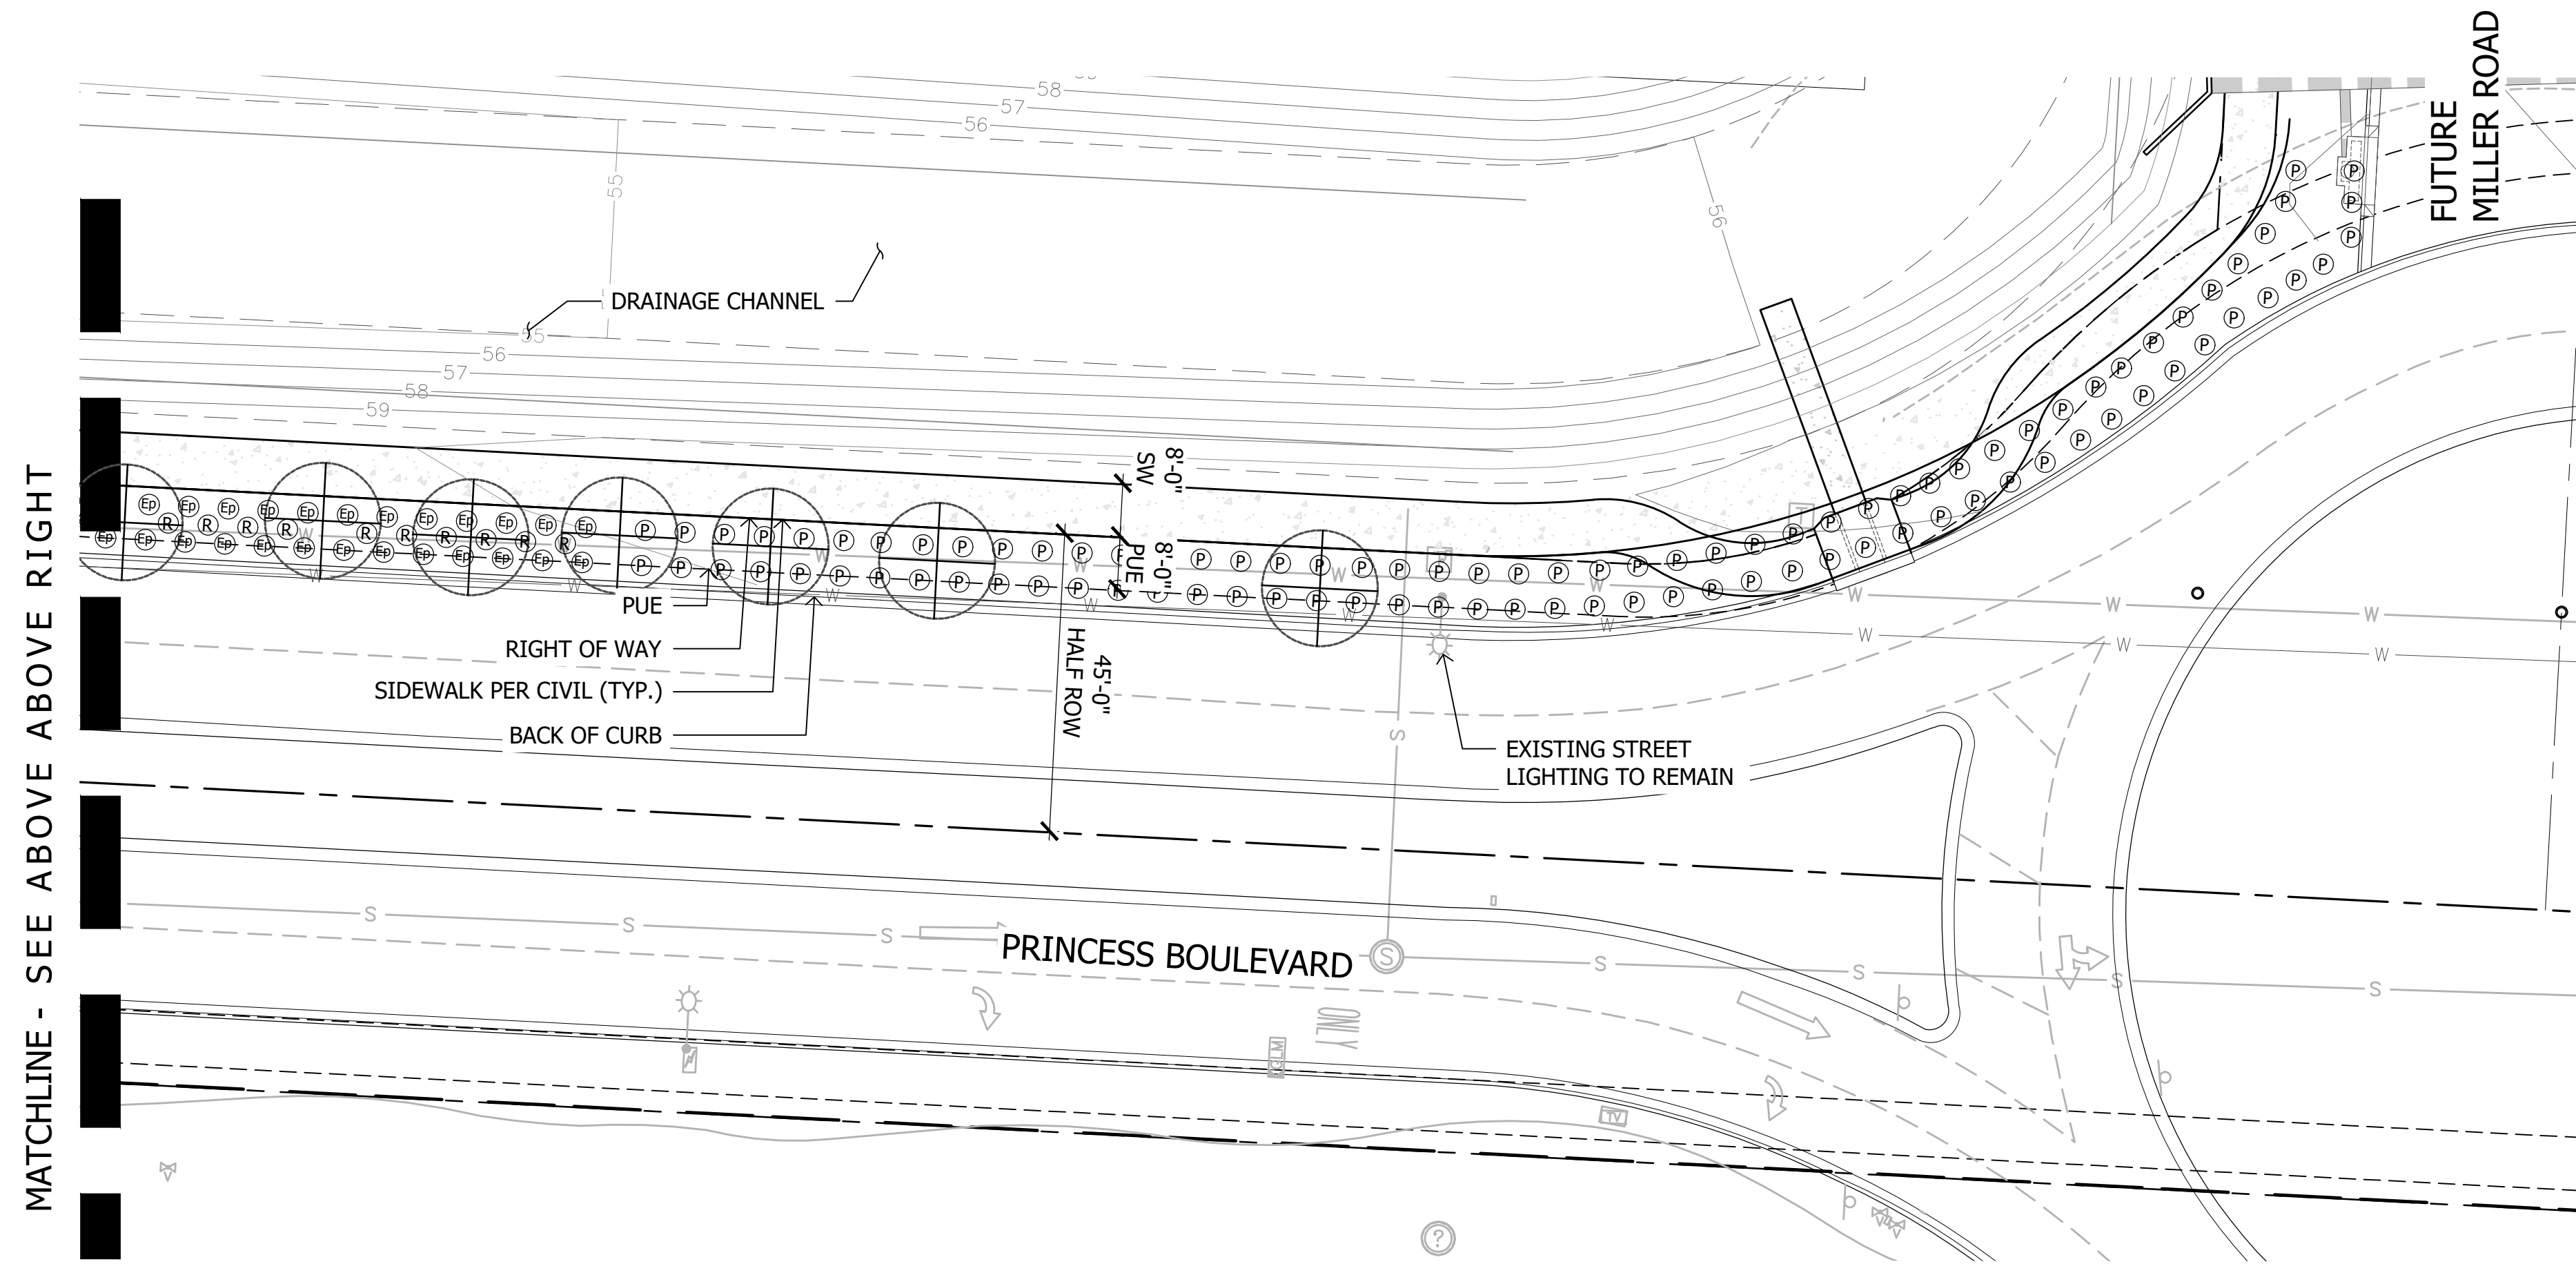 58
57
56
FUTURE
MILLER ROAD
55
56
DRAINAGE CHANNEL
55
56
57
58
59
8'-0"
SW
8'-0"
PUE
PUE
RIGHT OF WAY
SIDEWALK PER CIVIL (TYP.)
BACK OF CURB
45'-0"
HALF ROW
EXISTING STREET
LIGHTING TO REMAIN
MATCHLINE - SEE ABOVE ABOVE RIGHT
PRINCESS BOULEVARD
ONLY
TV
?